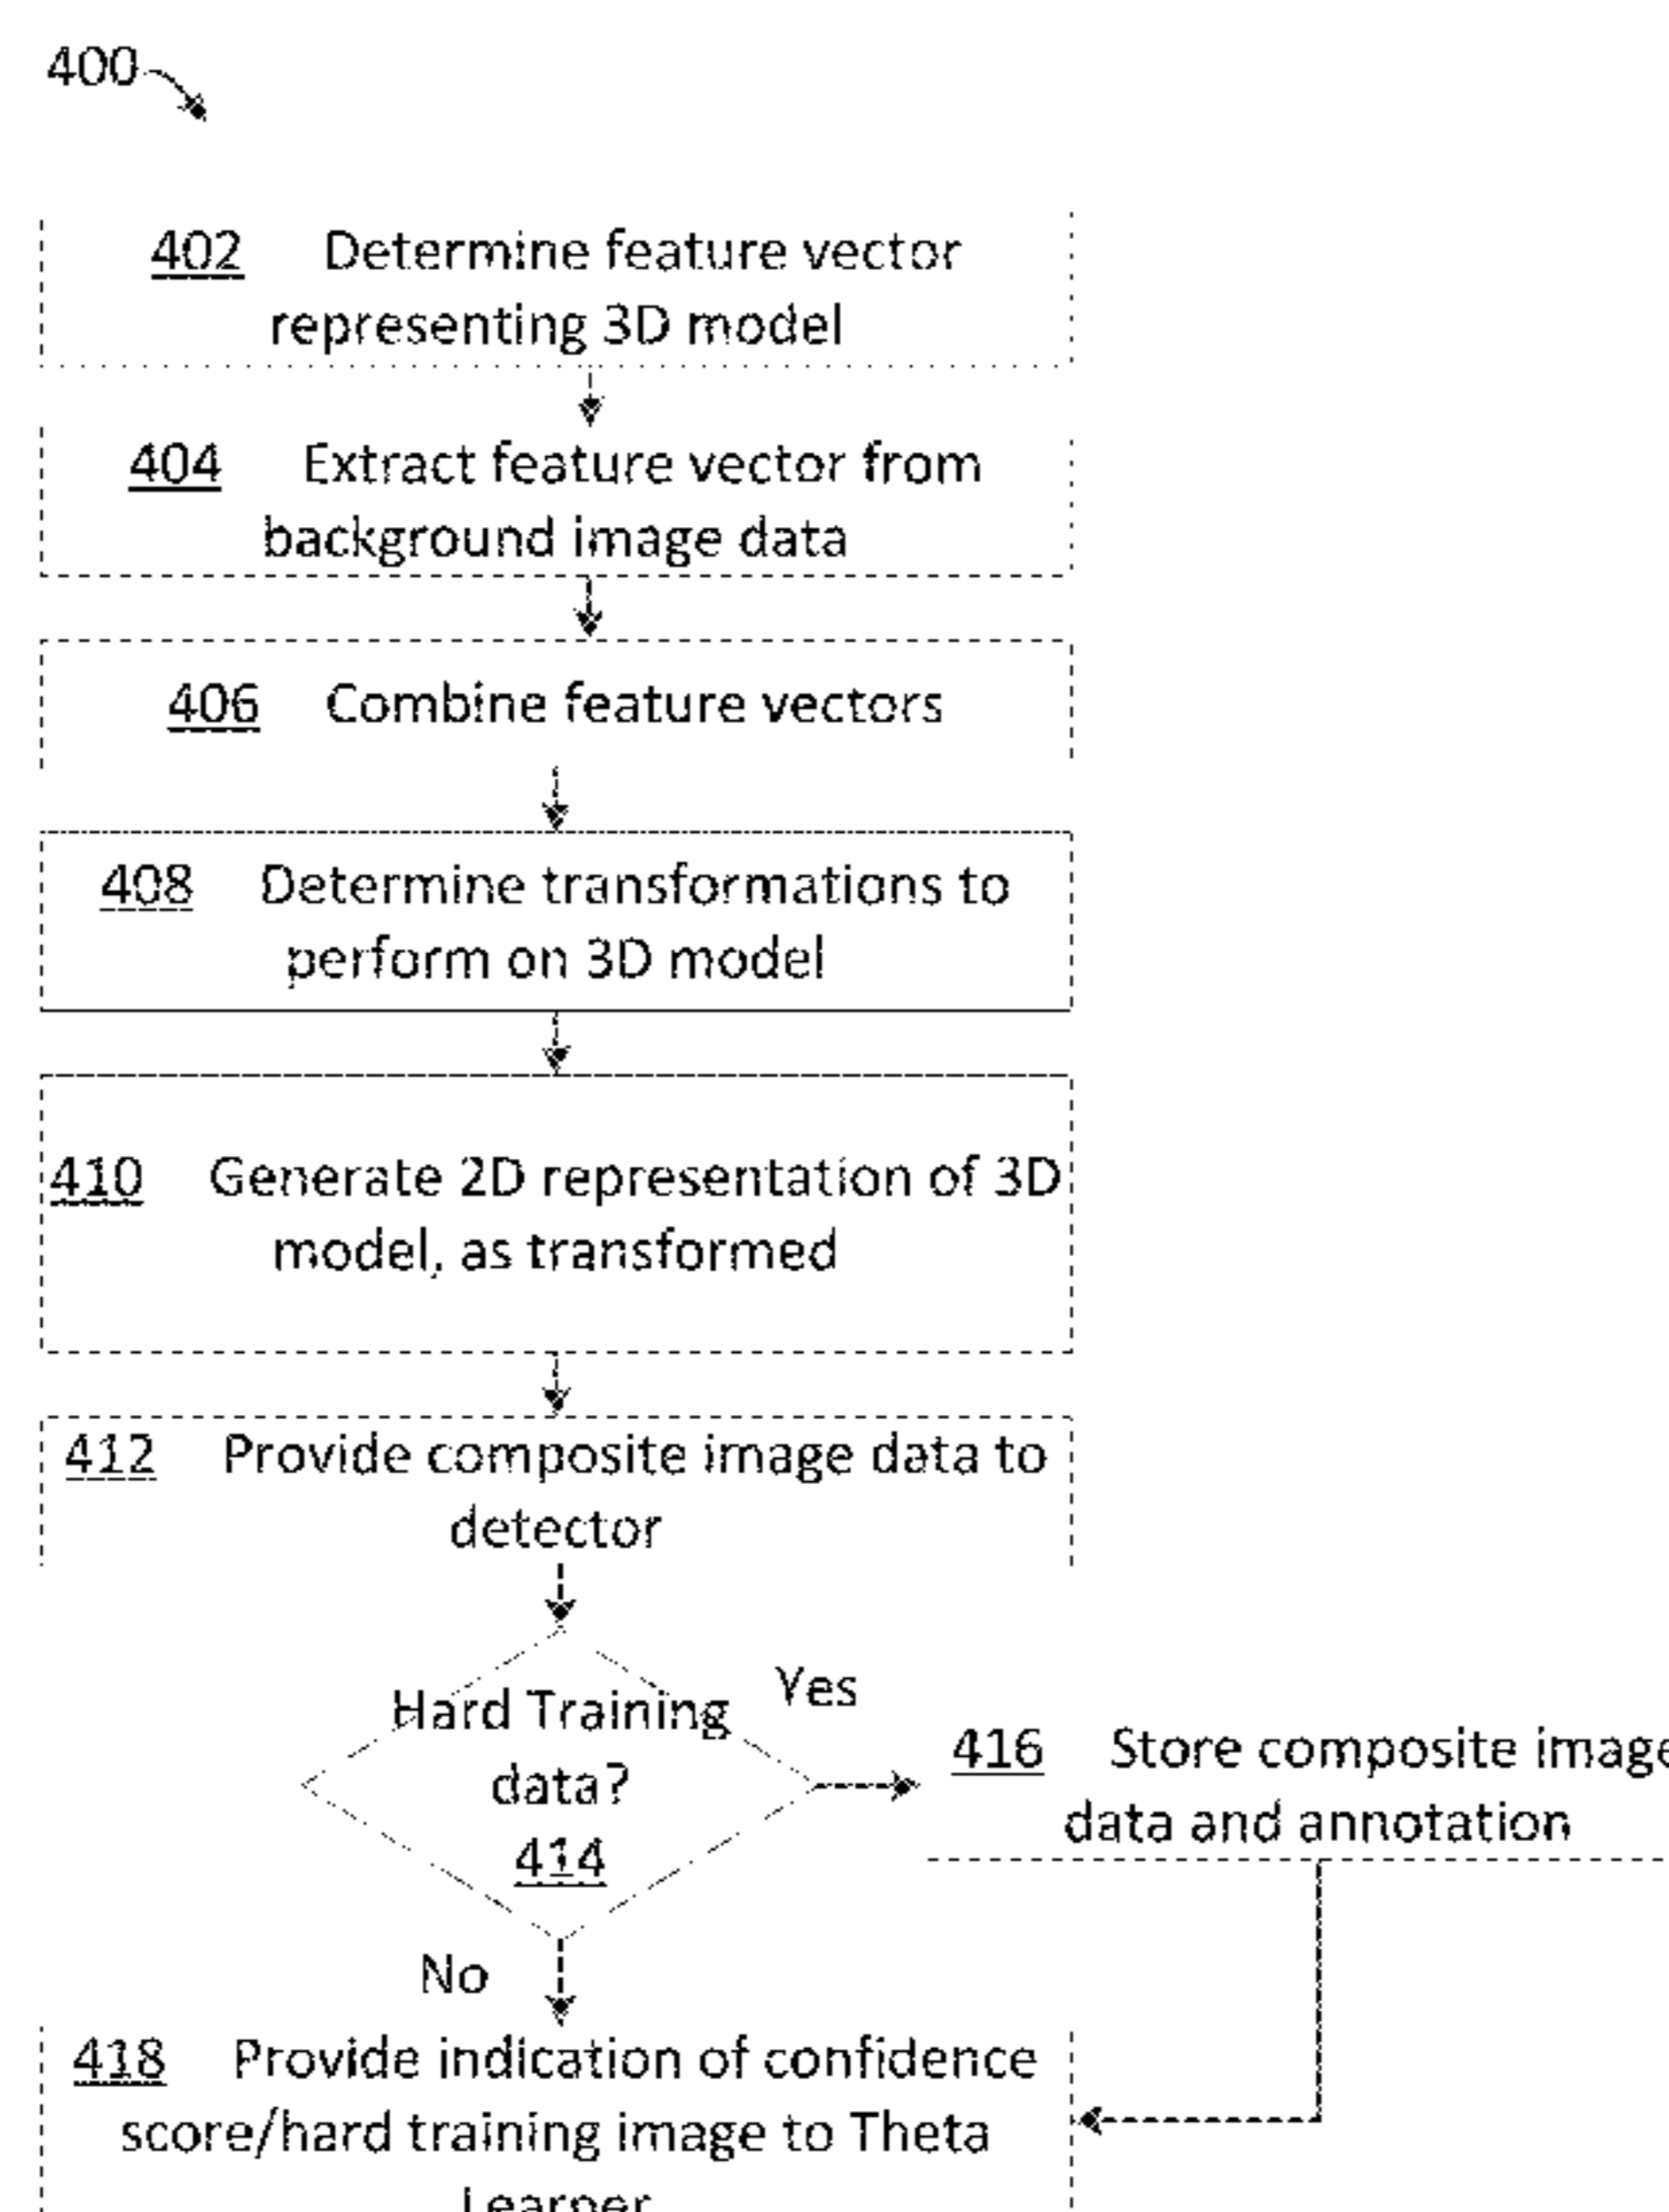 400
402 Determine feature vector
representing 3D model
404 Extract feature vector from
background image data
406 Combine feature vectors
408 Determine transformations to
perform on 3D model
410 Generate 2D representation of 3D
model, as transformed
412 Provide composite image data to
detector
Hard Training
data?
414
Yes
416 Store composite image
data and annotation
No
418 Provide indication of confidence
score/hard training image to Theta
Learner